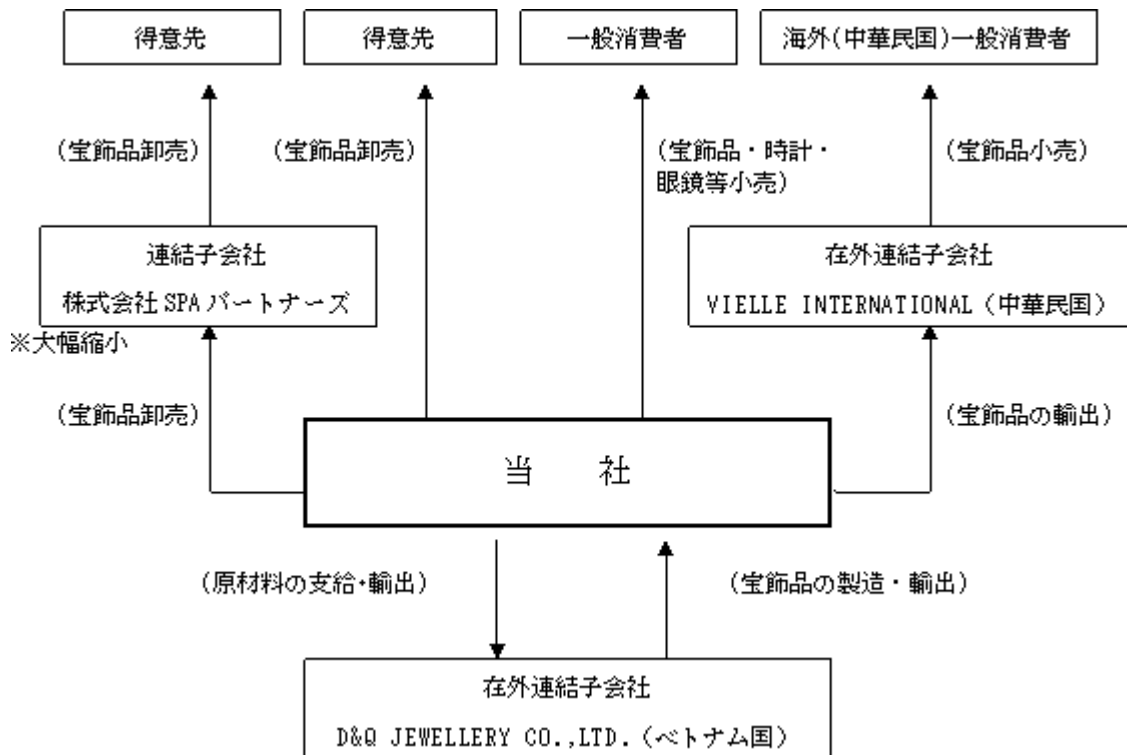 得意先
得意先
一般消費者
海外(中華民国)一般消費者
(宝飾品卸売)
(宝飾品卸売)
(宝飾品・時計・
眼鏡等小売)
(宝飾品小売)
連結子会社
株式会社SPAパートナーズ
※大幅縮小
在外連結子会社
VIELLE INTERNATIONAL (中華民国)
(宝飾品卸売)
(宝飾品の輸出)
当 社
(原材料の支給・輸出)
(宝飾品の製造・輸出)
在外連結子会社
D&Q JEWELLERY CO.,LTD. (ベトナム国)